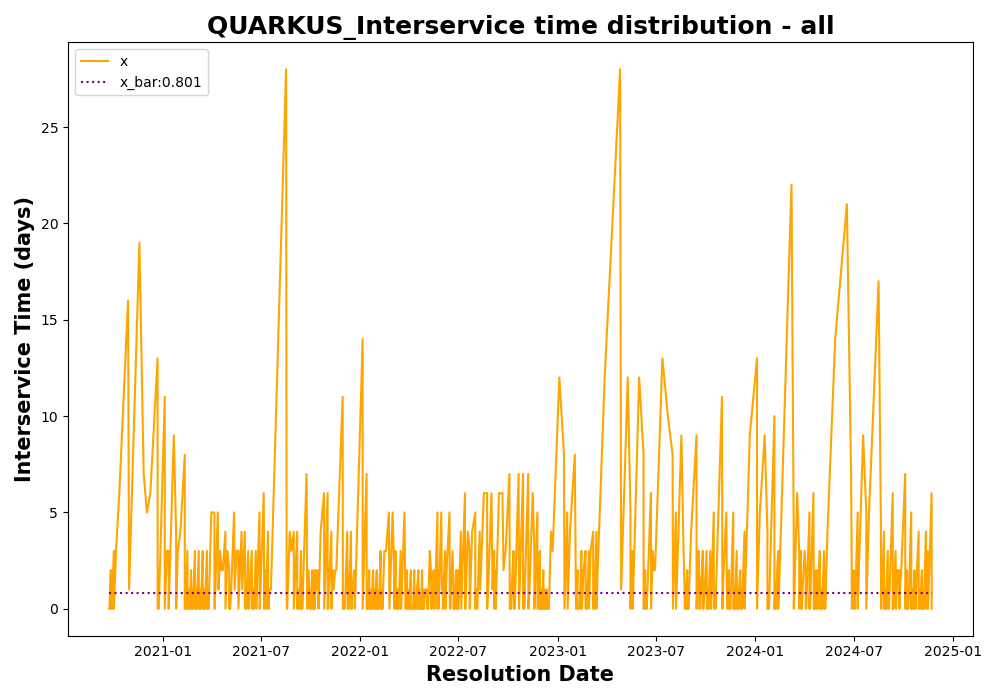 QUARKUS_Interservice time distribution - all
x
x_bar:0.801
Interservice Time (days)
25
20
15
10
5
0
2021-01 2021-07 2022-01 2022-07 2023-01 2023-07 2024-01 2024-07 2025-01
Resolution Date